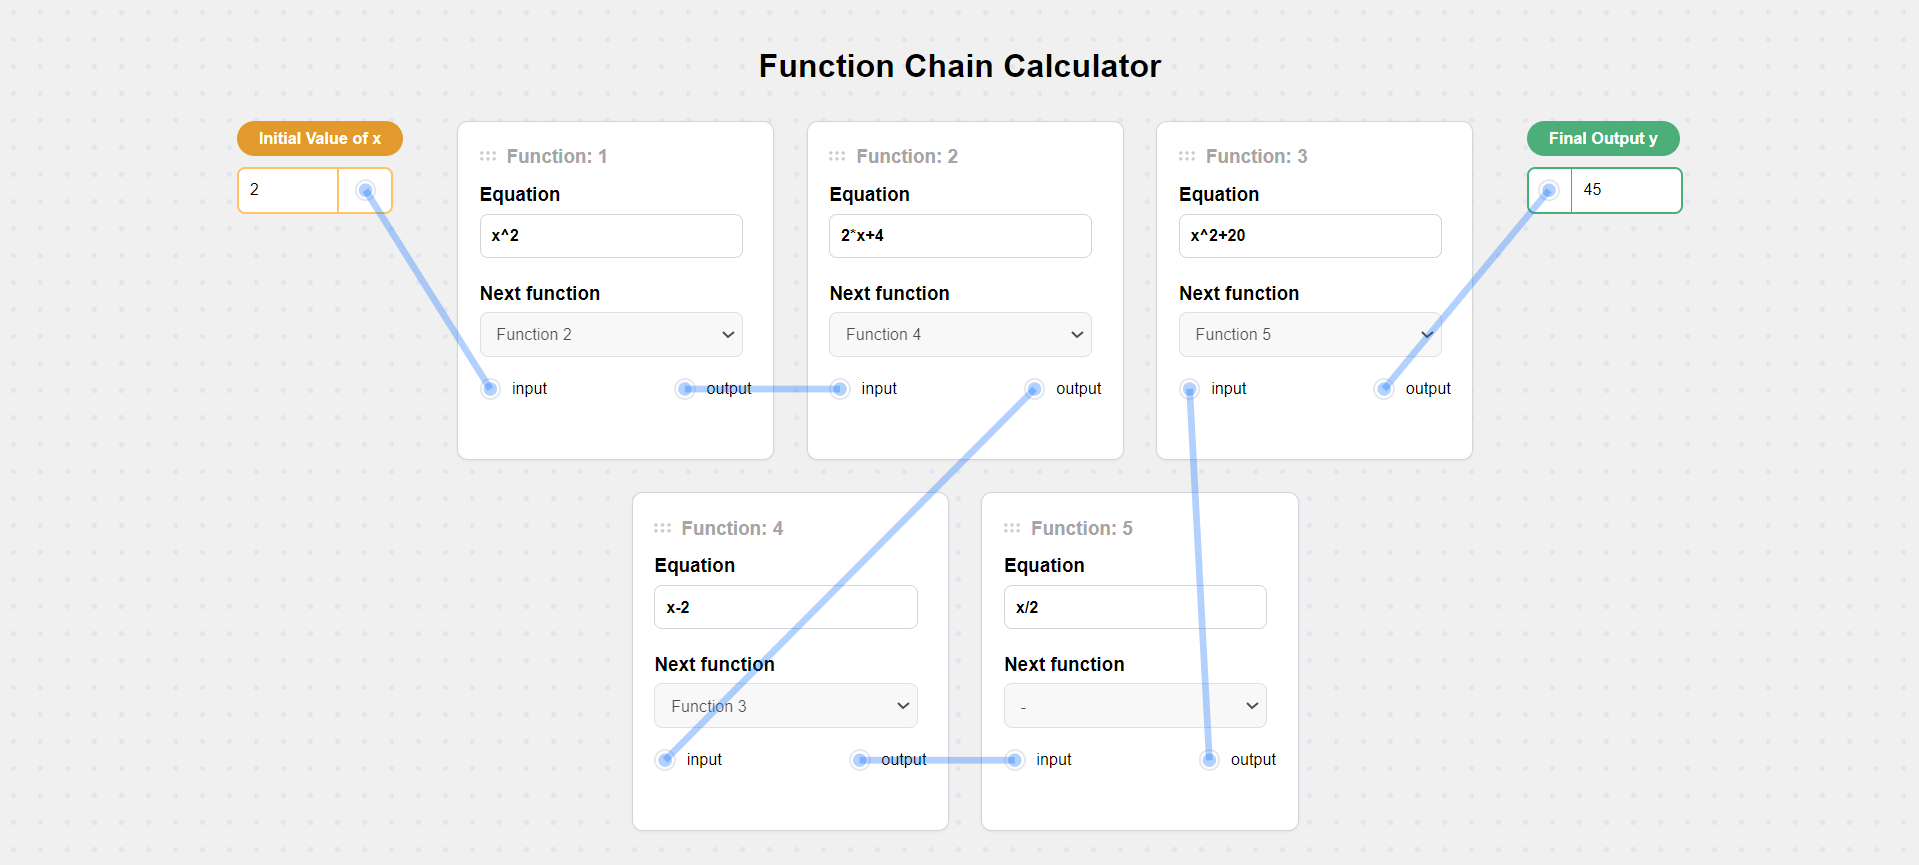 Function Chain Calculator
Initial Value of x
2
Function: 1
Equation
x^2
Next function
Function 2
input
output
Function: 2
Equation
2*x+4
Next function
Function 4
input
output
Function: 3
Equation
x^2+20
Next function
Function 5
input
output
Final Output y
45
Function: 4
Equation
x-2
Next function
Function 3
input
output
Function: 5
Equation
x/2
Next function
-
input
output